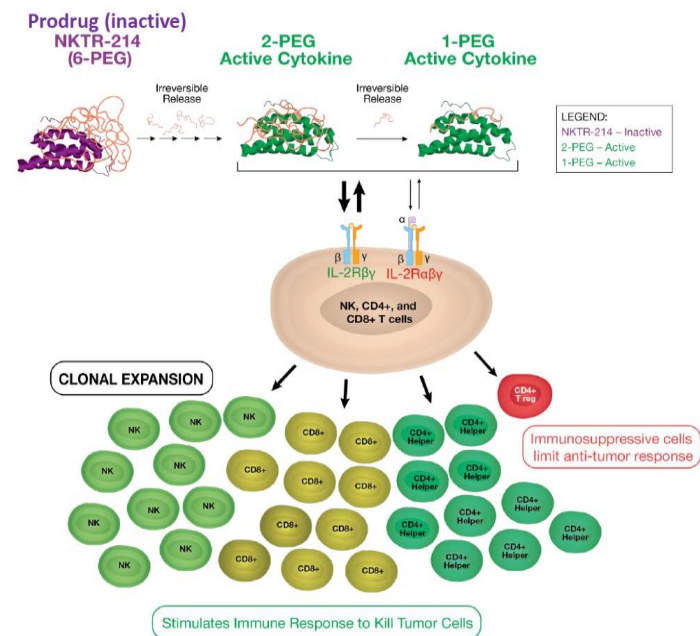 Prodrug (inactive)
NKTR-214
(6-PEG)
2-PEG
Active Cytokine
1-PEG
Active Cytokine
Irreversible
Release
Irreversible
Release
LEGEND:
NKTR-214 – Inactive
2-PEG – Active
1-PEG – Active
α
β
γ
β
γ
IL-2Rβγ
IL-2Rαβγ
NK, CD4+, and
CD8+ T cells
CLONAL EXPANSION
CD4+
T reg
Immunosuppressive cells
limit anti-tumor response
NK
NK
NK
NK
NK
NK
NK
NK
NK
NK
CD8+
CD8+
CD8+
CD8+
CD8+
CD8+
CD8+
CD8+
CD8+
CD8+
CD4+
Helper
CD4+
Helper
CD4+
Helper
CD4+
Helper
CD4+
Helper
CD4+
Helper
CD4+
Helper
CD4+
Helper
CD4+
Helper
CD4+
Helper
Stimulates Immune Response to Kill Tumor Cells